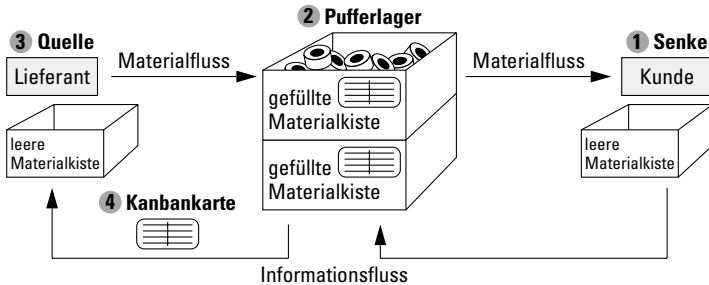 2 Pufferlager
3 Quelle
1 Senke
Materialfluss
Materialfluss
Lieferant
Kunde
gefüllte
Materialkiste
leere
Materialkiste
leere
Materialkiste
gefüllte
Materialkiste
4 Kanbankarte
Informationsfluss